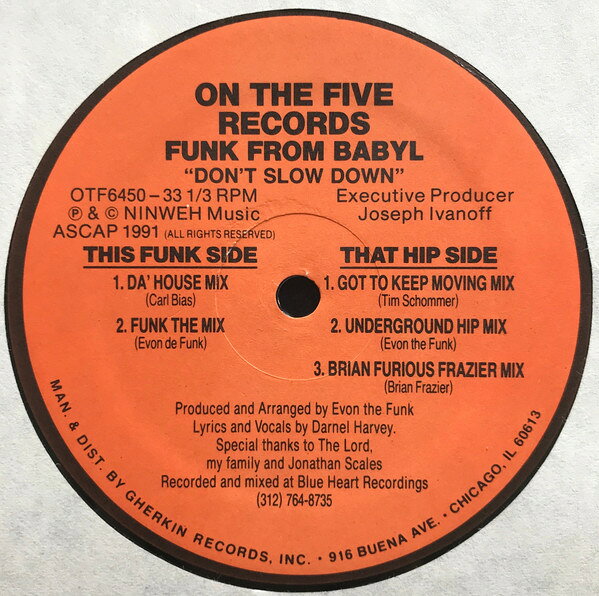 ON THE FIVE
RECORDS
FUNK FROM BABYL
"DON'T SLOW DOWN"
OTF6450 – 33 1/3 RPM
Ⓟ & © NINWEH Music
ASCAP 1991 (ALL RIGHTS RESERVED)
Executive Producer
Joseph Ivanoff
THIS FUNK SIDE
1. DA' HOUSE MIX
(Carl Bias)
2. FUNK THE MIX
(Evon de Funk)
THAT HIP SIDE
1. GOT TO KEEP MOVING MIX
(Tim Schommer)
2. UNDERGROUND HIP MIX
(Evon the Funk)
3. BRIAN FURIOUS FRAZIER MIX
(Brian Frazier)
Produced and Arranged by Evon the Funk
Lyrics and Vocals by Darnel Harvey.
Special thanks to The Lord,
my family and Jonathan Scales
Recorded and mixed at Blue Heart Recordings
(312) 764-8735
MAN. & DIST. BY GHERKIN RECORDS, INC. • 916 BUENA AVE. • CHICAGO, IL 60613